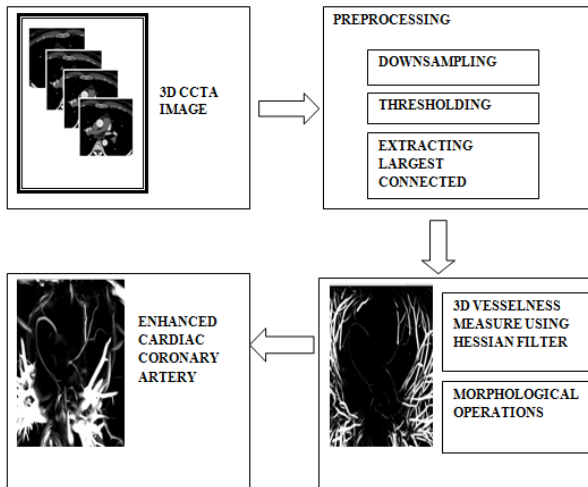 3D CCTA
IMAGE
PREPROCESSING
DOWNSAMPLING
THRESHOLDING
EXTRACTING
LARGEST
CONNECTED
3D VESSELNESS
MEASURE USING
HESSIAN FILTER
MORPHOLOGICAL
OPERATIONS
ENHANCED
CARDIAC
CORONARY
ARTERY